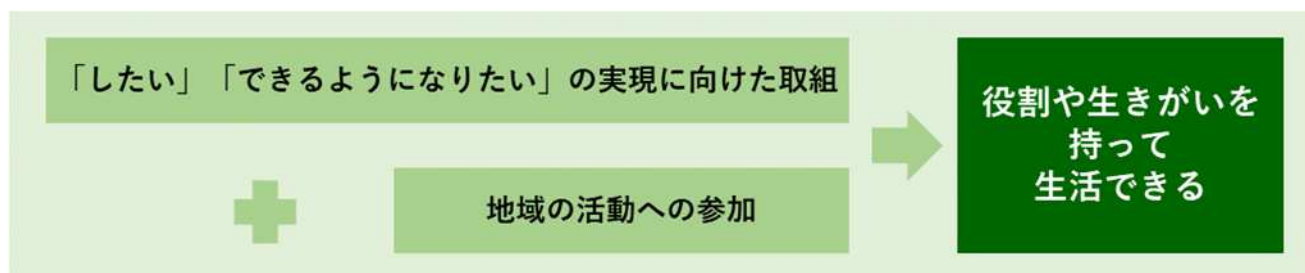 「したい」「できるようになりたい」の実現に向けた取組
地域の活動への参加
役割や生きがいを
持って
生活できる